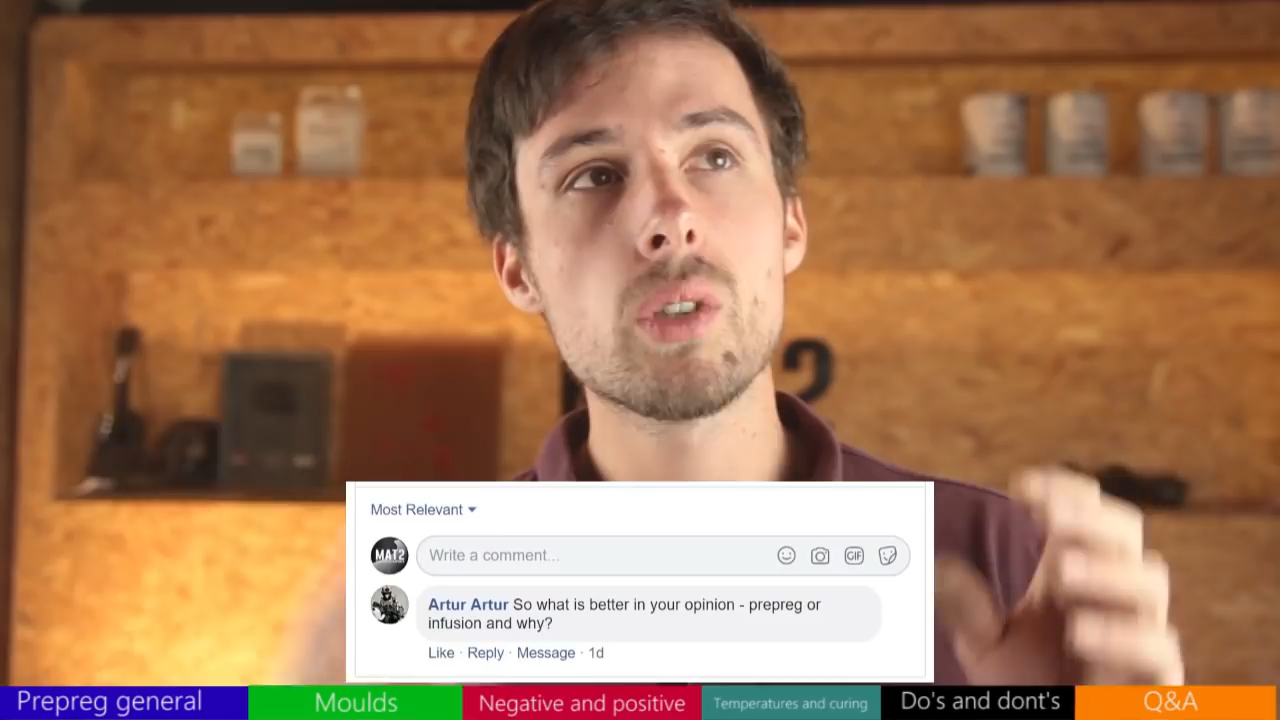 2
Most Relevant
MAT2
Write a comment...
GIF
Artur Artur So what is better in your opinion - prepreg or
infusion and why?
Like · Reply · Message · 1d
Prepreg general
Moulds
Negative and positive
Temperatures and curing
Do's and dont's
Q&A